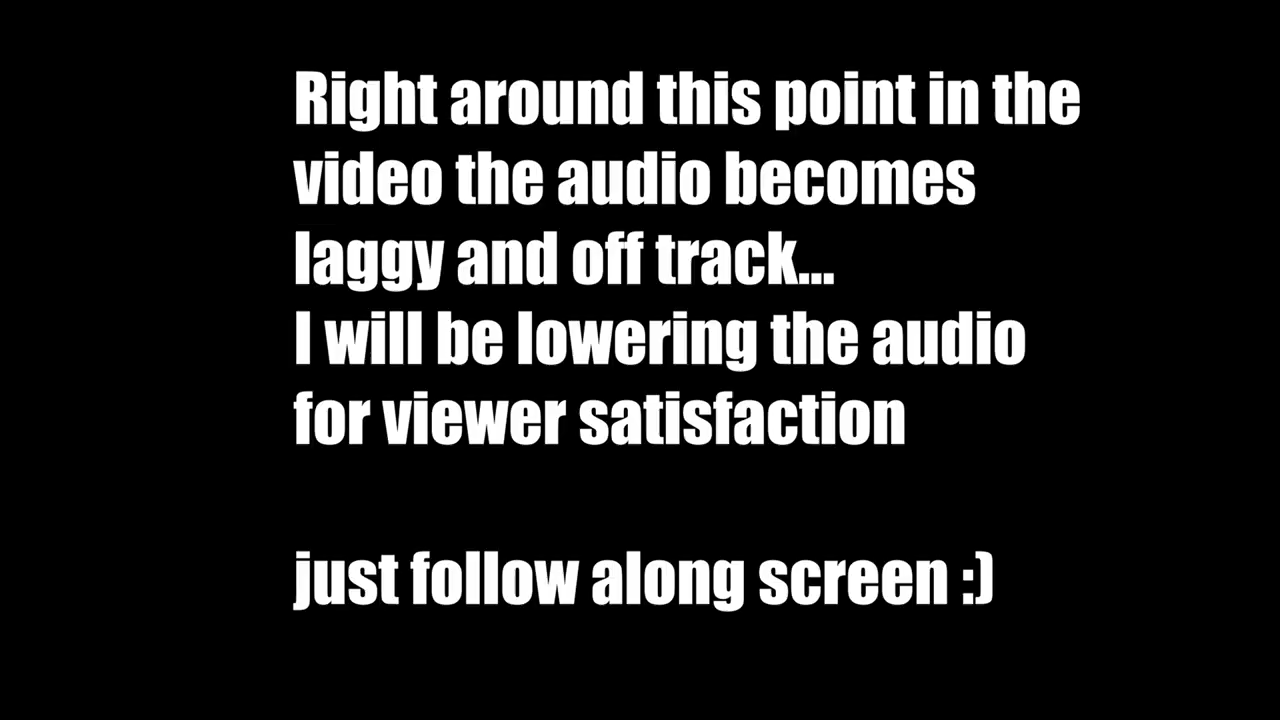 Right around this point in the
video the audio becomes
laggy and off track...
I will be lowering the audio
for viewer satisfaction
just follow along screen :)